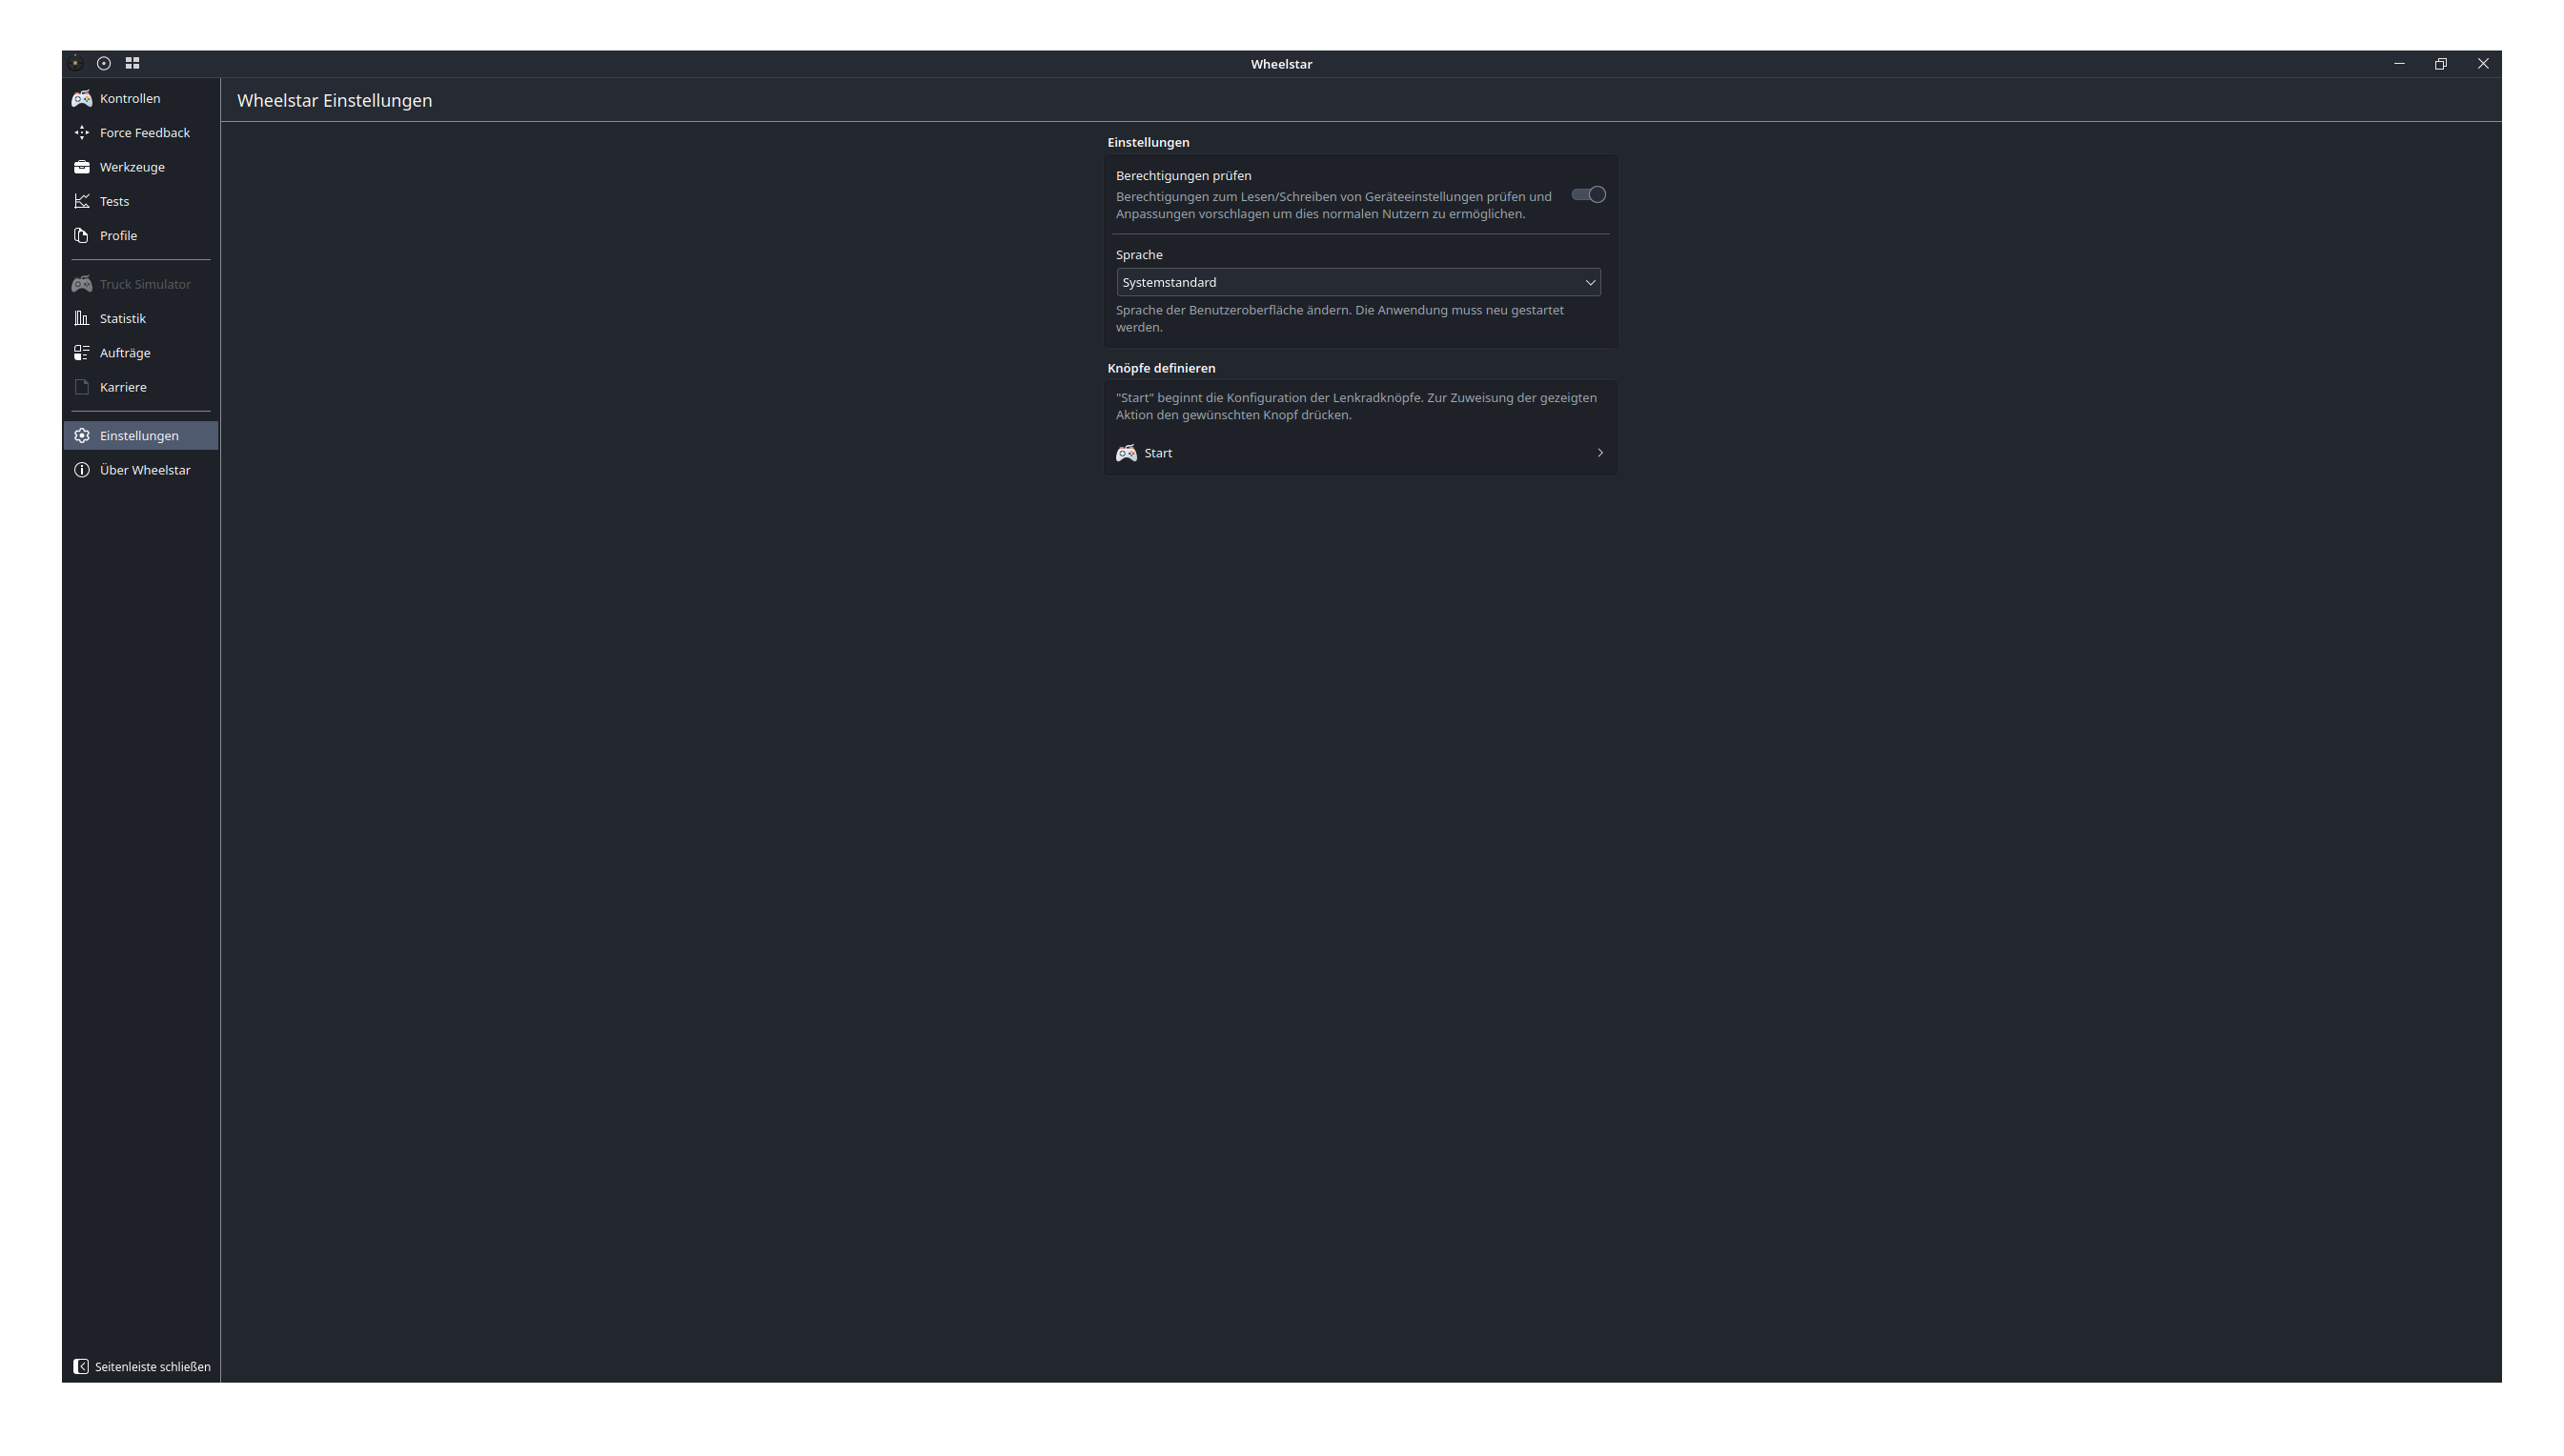 Wheelstar
Kontrollen
Force Feedback
Werkzeuge
Tests
Profile
Truck Simulator
Statistik
Aufträge
Karriere
Einstellungen
Über Wheelstar
Seitenleiste schließen
Wheelstar Einstellungen
Einstellungen
Berechtigungen prüfen
Berechtigungen zum Lesen/Schreiben von Geräteeinstellungen prüfen und
Anpassungen vorschlagen um dies normalen Nutzern zu ermöglichen.
Sprache
Systemstandard
Sprache der Benutzeroberfläche ändern. Die Anwendung muss neu gestartet
werden.
Knöpfe definieren
"Start" beginnt die Konfiguration der Lenkradknöpfe. Zur Zuweisung der gezeigten
Aktion den gewünschten Knopf drücken.
Start